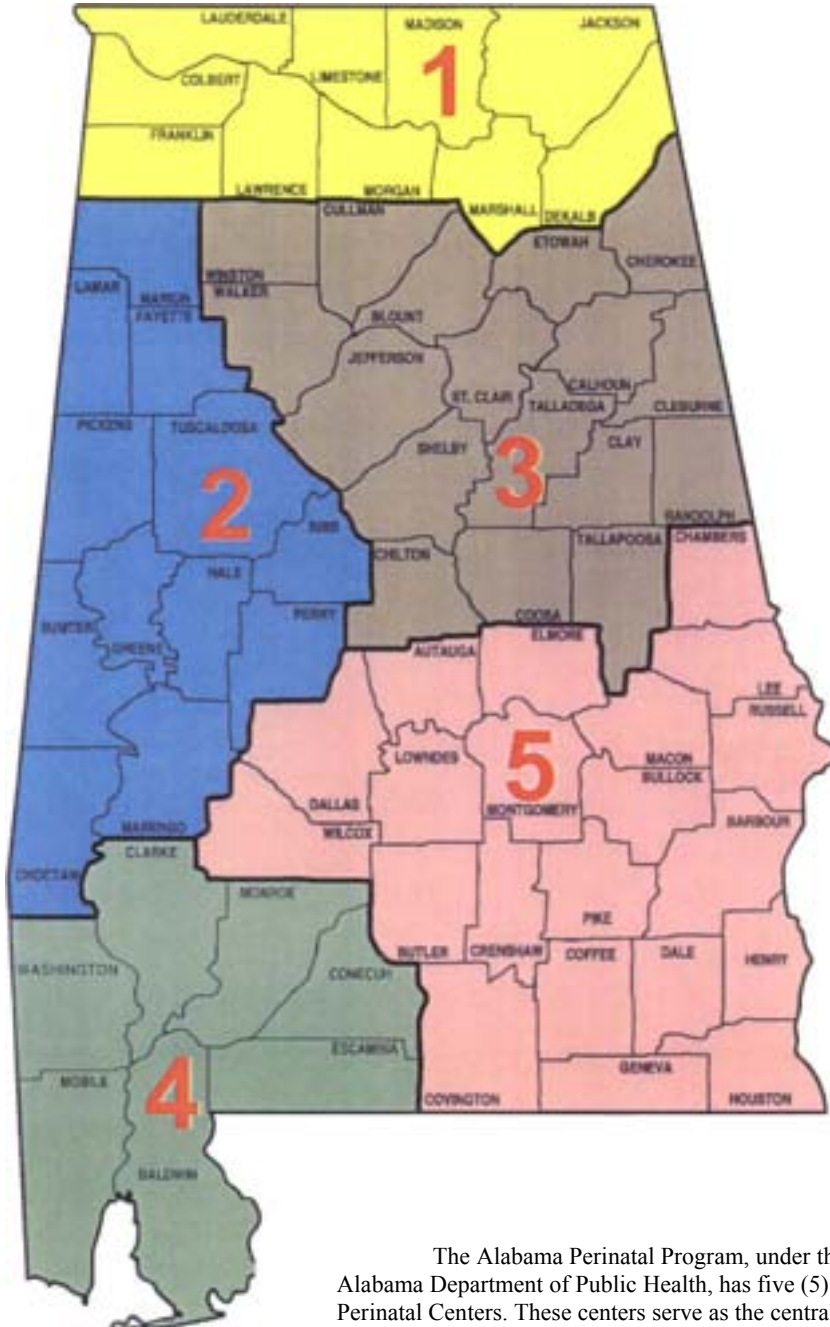 LAUDERDALE
MADISON
JACKSON
COLBERT
LIMESTONE
1
FRANKLIN
LAWRENCE
MORGAN
MARSHALL
DEKALB
CULLMAN
ETOWAH
CHEROKEE
WINSTON
WALKER
LAMAR
MARION
FAYETTE
BLOUNT
JEFFERSON
ST. CLAIR
CALHOUN
TALLADEGA
CLEBURNE
PICKENS
TUSCALOOSA
SHELBY
CLAY
2
3
BIBB
RANDOLPH
CHILTON
TALLAPOOSA
CHAMBERS
HALE
SUMTER
GREENE
PERRY
COOSA
ELMORE
AUTAUGA
LEE
RUSSELL
LOWNDES
5
MACON
BULLOCK
DALLAS
MONTGOMERY
WILCOX
BARBOUR
MARENGO
CLARKE
CHOCTAW
MONROE
PIKE
BUTLER
CRENSHAW
COFFEE
DALE
HENRY
WASHINGTON
CONECUH
ESCAMBIA
GENEVA
MOBILE
4
COVINGTON
HOUSTON
BALDWIN
The Alabama Perinatal Program, under th
Alabama Department of Public Health, has five (5)
Perinatal Centers. These centers serve as the centra